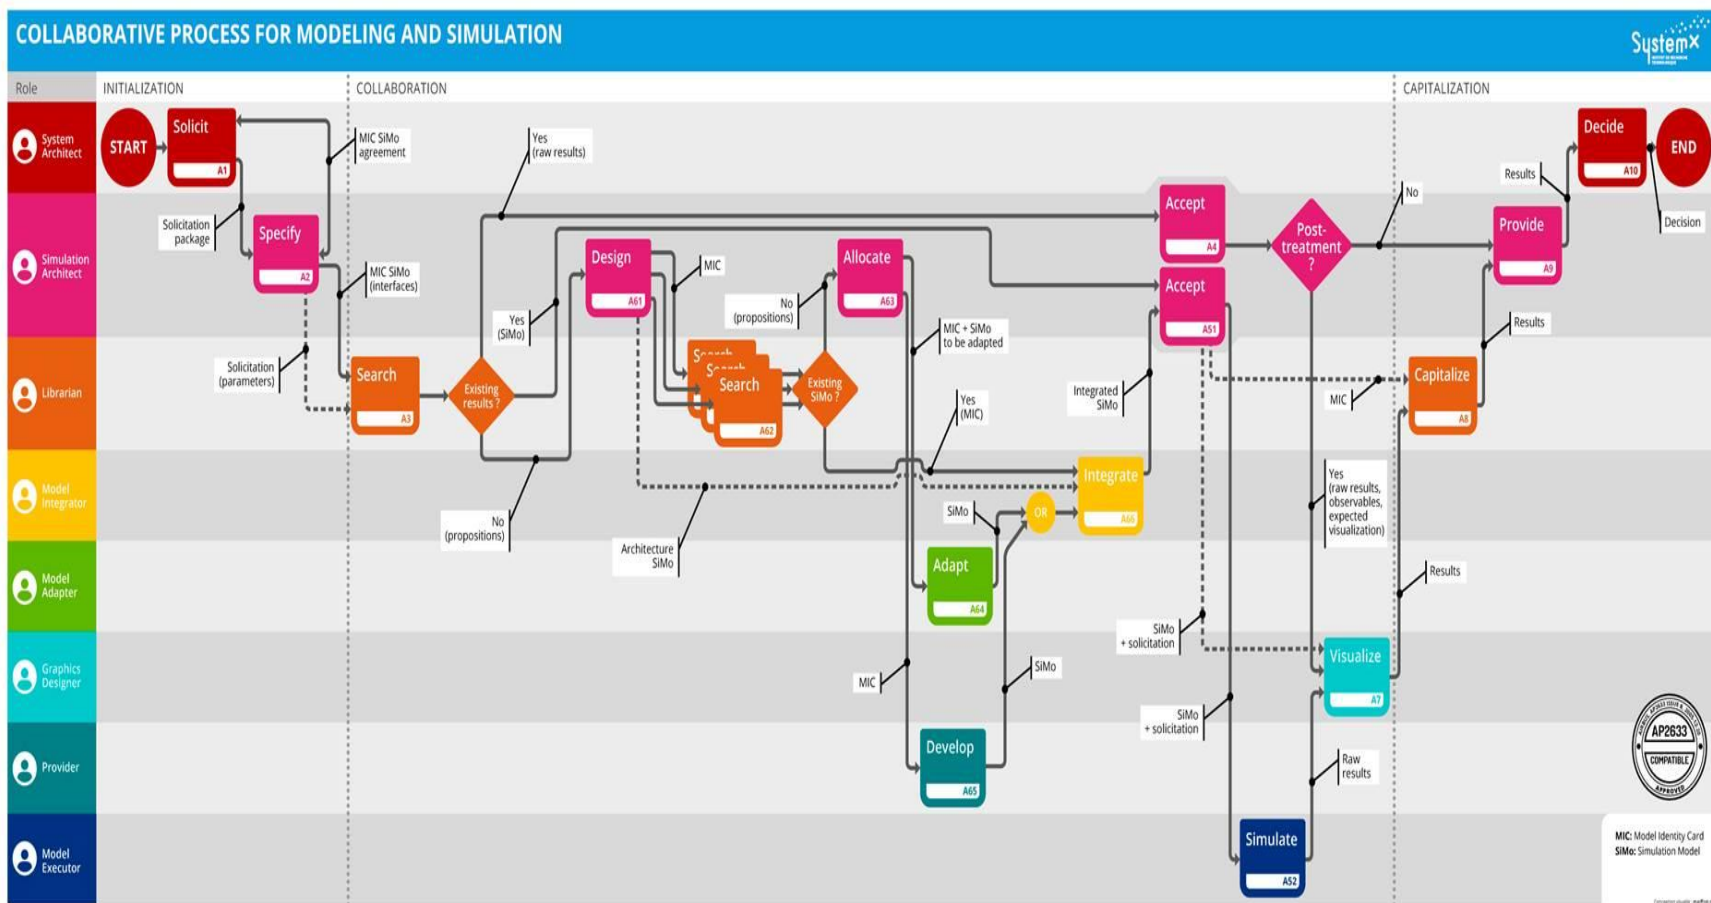 COLLABORATIVE PROCESS FOR MODELING AND SIMULATION
System X
Role
INITIALIZATION
COLLABORATION
CAPITALIZATION
System
Architect
START
Solicit
A1
MIC SiMo
agreement
Yes
(raw results)
Decide
A10
END
Results
Decision
Simulation
Architect
Solicitation
package
Specify
A2
MIC SiMo
(interfaces)
Yes
(SiMo)
Design
A61
MIC
No
(propositions)
Allocate
A63
MIC + SiMo
to be adapted
Accept
A4
Accept
A51
Post-
treatment
?
No
Provide
A9
Results
Librarian
Solicitation
(parameters)
Search
A3
Existing
results ?
Search
Search
Search
A62
Existing
SiMo ?
Yes
(MIC)
Integrated
SiMo
MIC
Capitalize
A8
Model
Integrator
No
(propositions)
Architecture
SiMo
SiMo
OR
Integrate
A66
Yes
(raw results,
observables,
expected
visualization)
Model
Adapter
Adapt
A64
Results
Graphics
Designer
MIC
SiMo
SiMo
+ solicitation
SiMo
+ solicitation
Visualize
A7
Provider
Develop
A65
Raw
results
AP2633
COMPATIBLE
APPROVED
Model
Executor
Simulate
A52
MIC: Model Identity Card
SiMo: Simulation Model